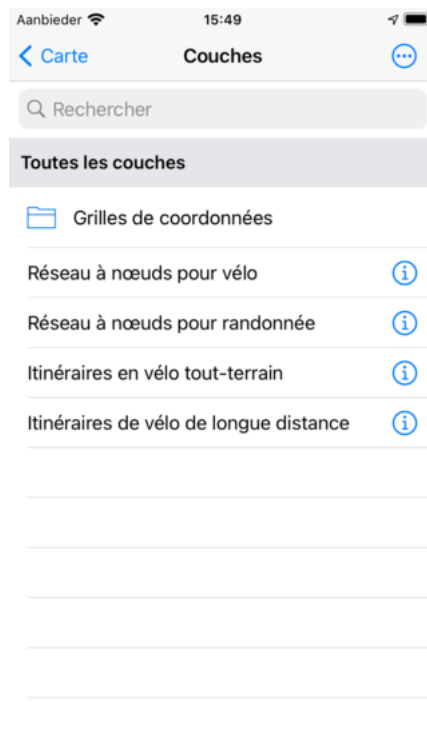 Aanbieder 15:49
Carte Couches
Rechercher
Toutes les couches
Grilles de coordonnées
Réseau à nœuds pour vélo
Réseau à nœuds pour randonnée
Itinéraires en vélo tout-terrain
Itinéraires de vélo de longue distance